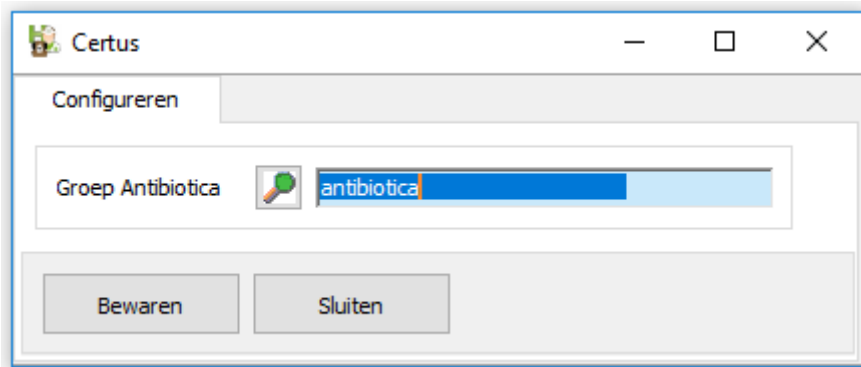 Certus
Configureren
Groep Antibiotica antibiotica
Bewaren Sluiten